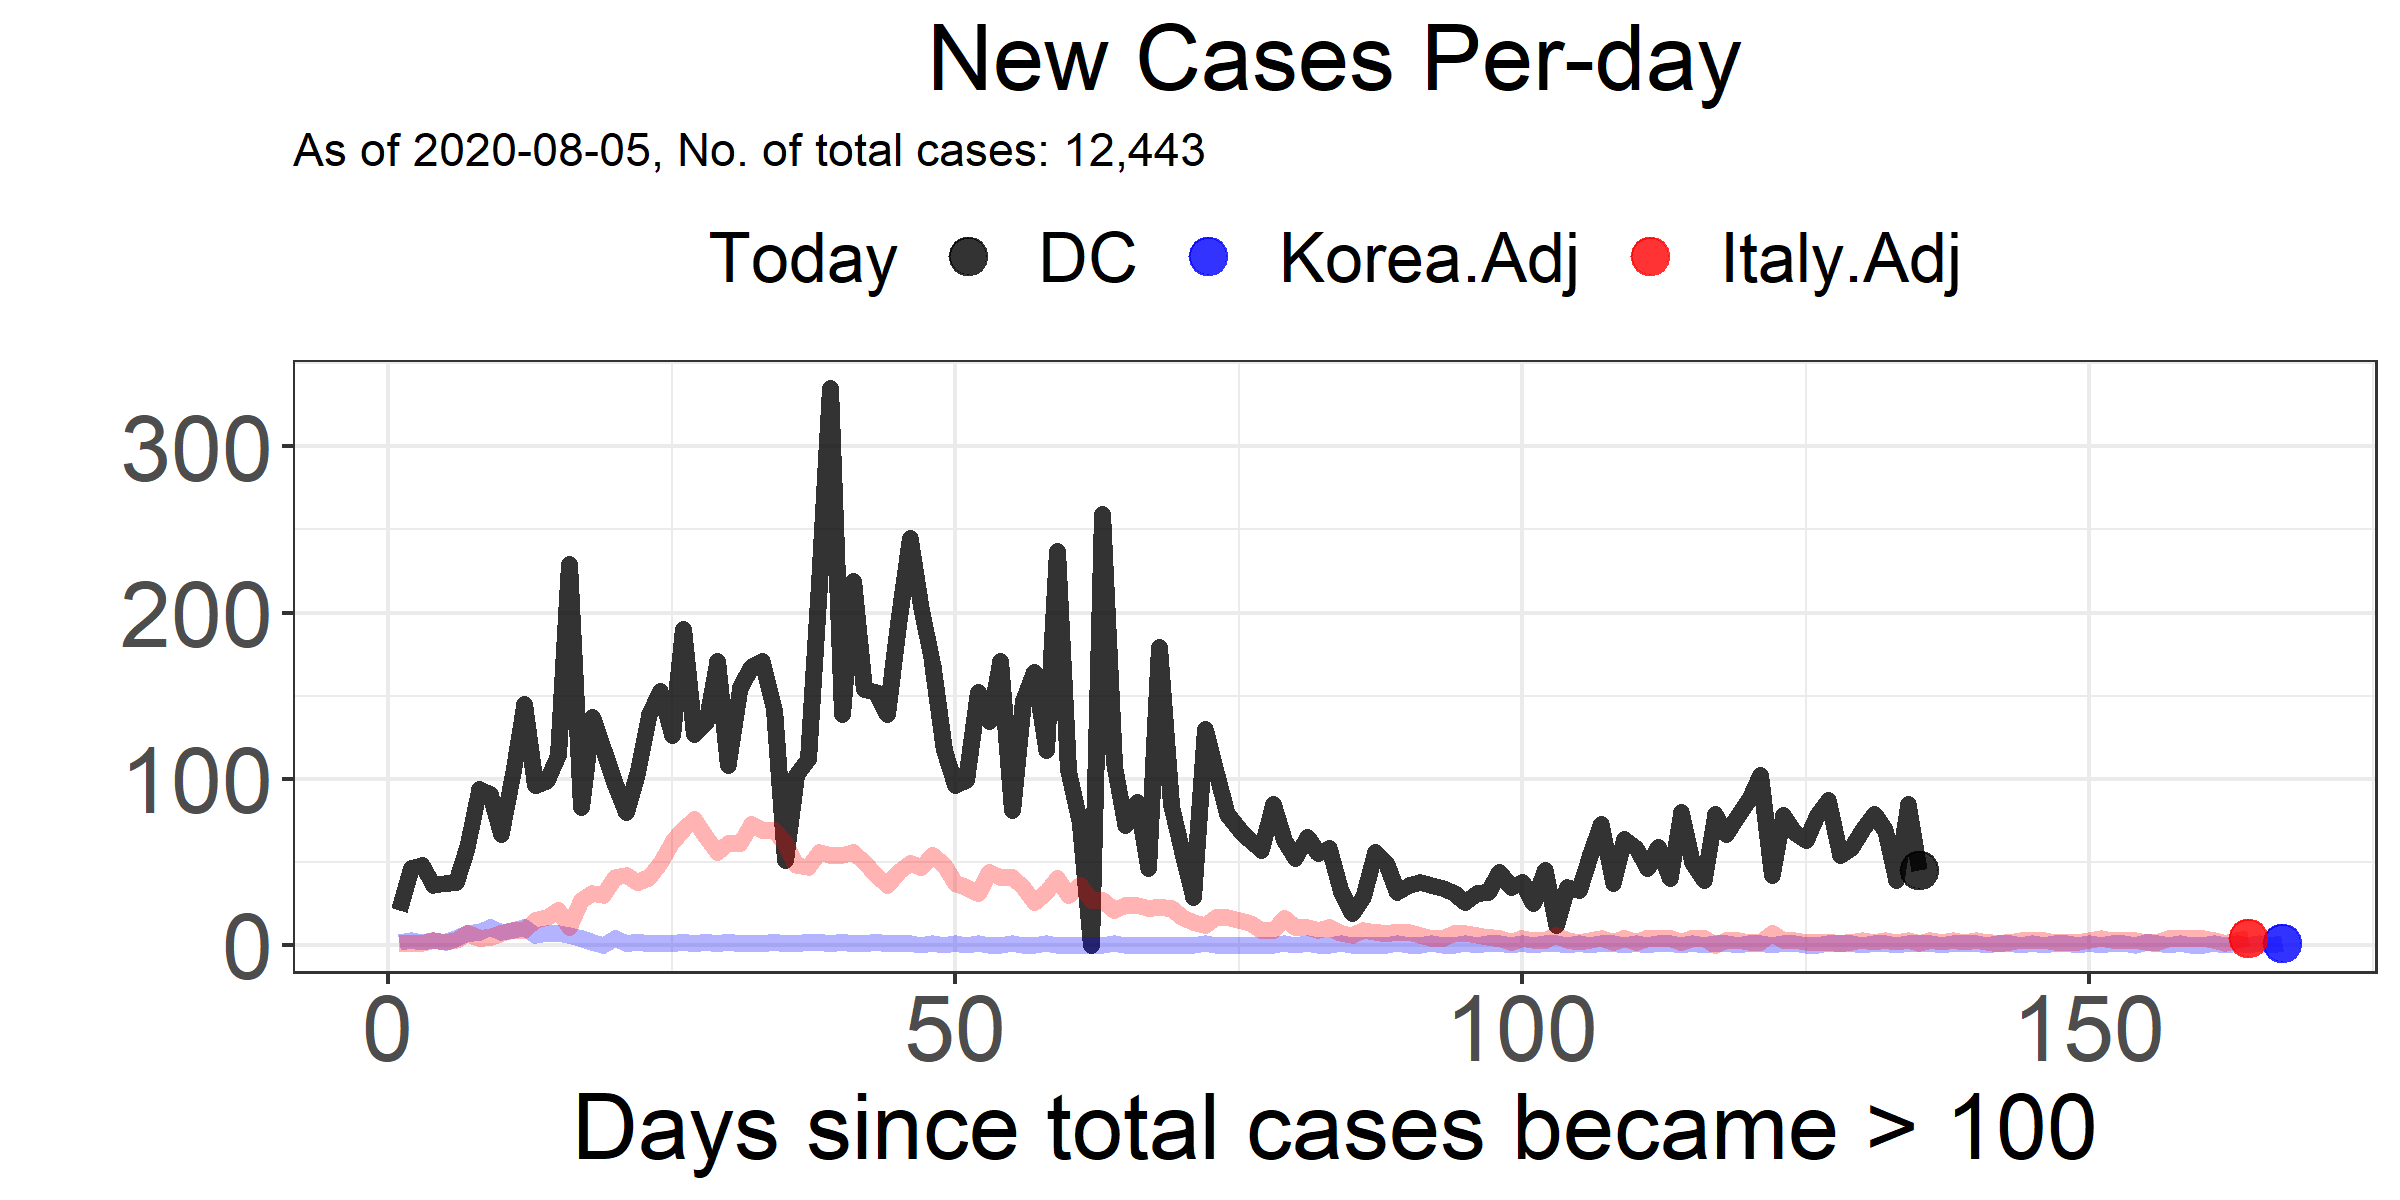 New Cases Per-day
As of 2020-08-05, No. of total cases: 12,443
Today DC Korea.Adj Italy.Adj
300
200
100
0
0 50 100 150
Days since total cases became > 100